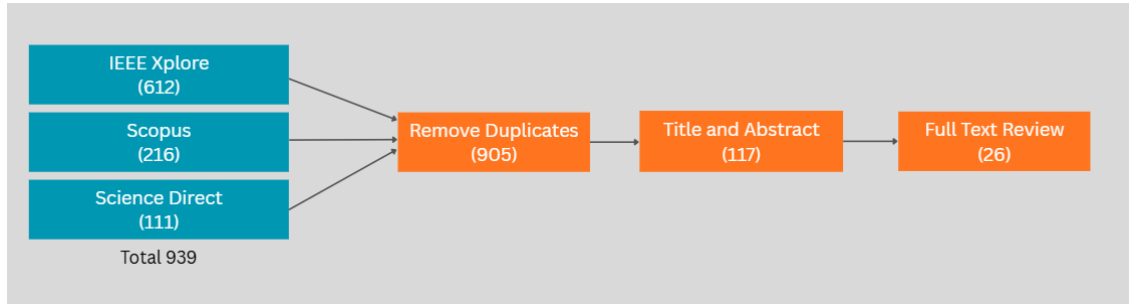 IEEE Xplore
(612)
Scopus
(216)
Science Direct
(111)
Total 939
Remove Duplicates
(905)
Title and Abstract
(117)
Full Text Review
(26)